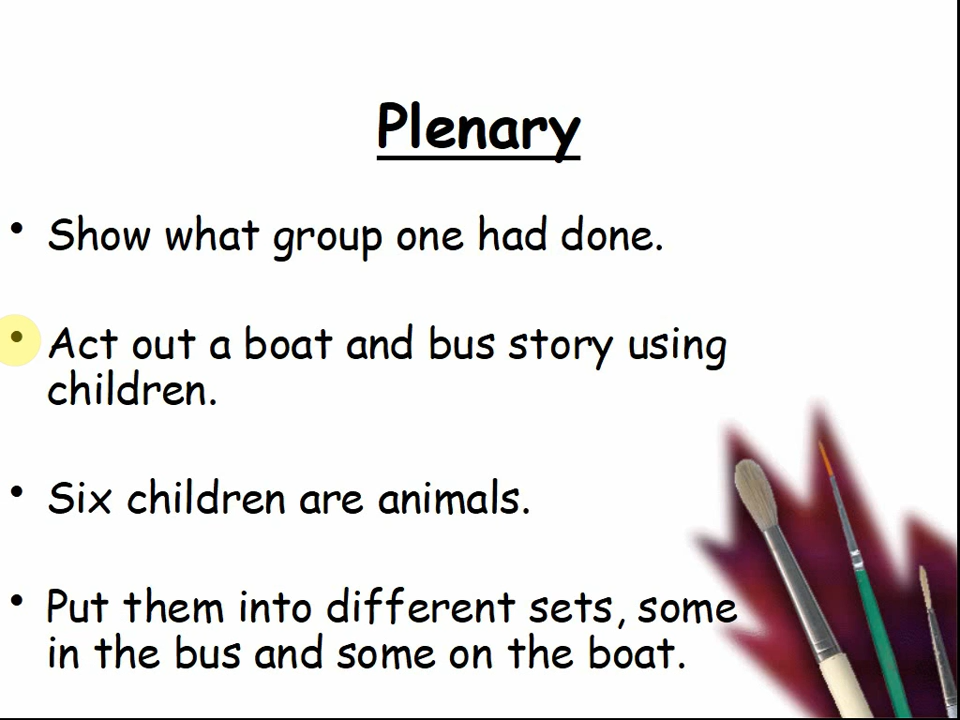 Plenary
• Show what group one had done.
• Act out a boat and bus story using
children.
• Six children are animals.
• Put them into different sets, some
in the bus and some on the boat.